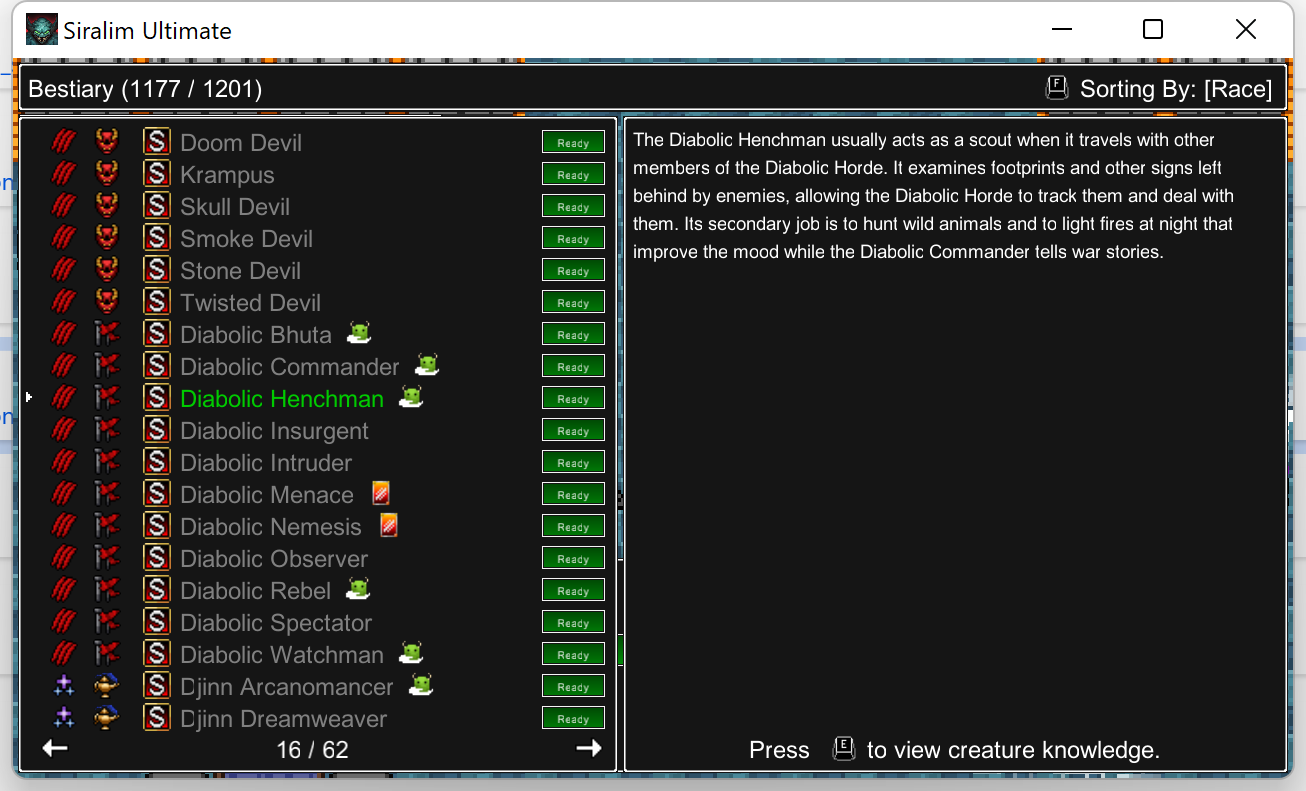 Siralim Ultimate
Bestiary (1177 / 1201)
F Sorting By: [Race]
S Doom Devil Ready
S Krampus Ready
S Skull Devil Ready
S Smoke Devil Ready
S Stone Devil Ready
S Twisted Devil Ready
S Diabolic Bhuta Ready
S Diabolic Commander Ready
S Diabolic Henchman Ready
S Diabolic Insurgent Ready
S Diabolic Intruder Ready
S Diabolic Menace Ready
S Diabolic Nemesis Ready
S Diabolic Observer Ready
S Diabolic Rebel Ready
S Diabolic Spectator Ready
S Diabolic Watchman Ready
S Djinn Arcanomancer Ready
S Djinn Dreamweaver Ready
16 / 62
The Diabolic Henchman usually acts as a scout when it travels with other
members of the Diabolic Horde. It examines footprints and other signs left
behind by enemies, allowing the Diabolic Horde to track them and deal with
them. Its secondary job is to hunt wild animals and to light fires at night that
improve the mood while the Diabolic Commander tells war stories.
Press E to view creature knowledge.